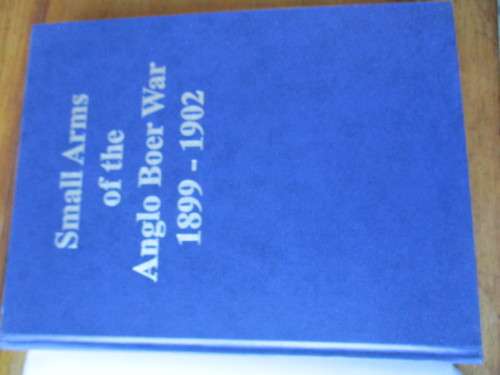 Small Arms
of the
Anglo Boer War
1899 - 1902